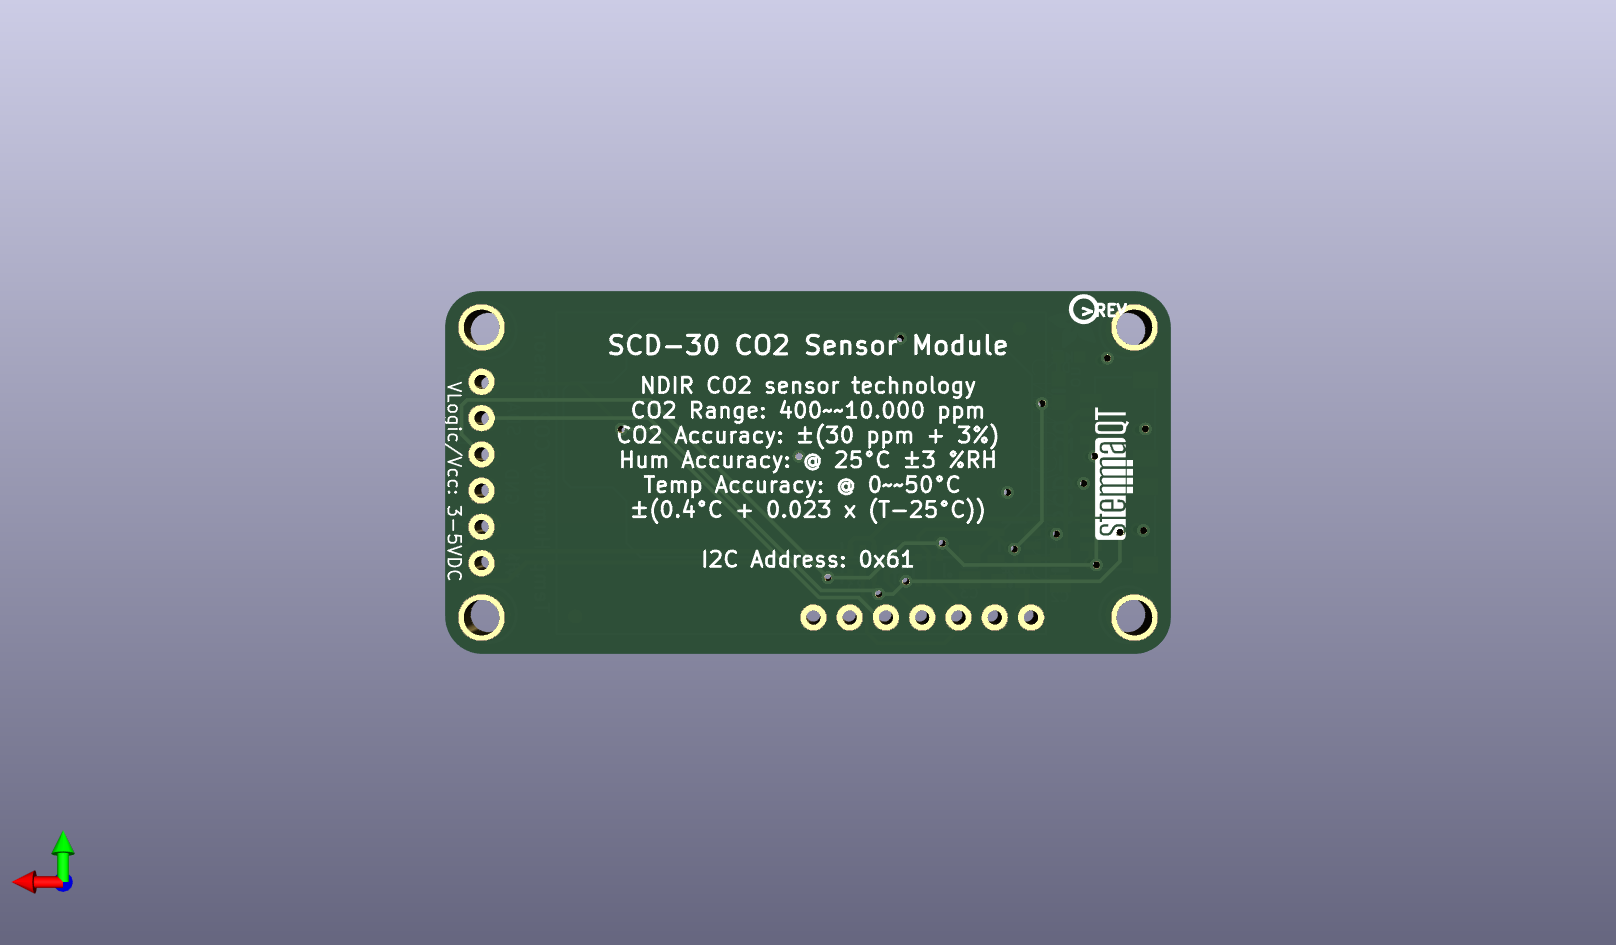 >REV
SCD-30 CO2 Sensor Module
NDIR CO2 sensor technology
CO2 Range: 400~~10.000 ppm
CO2 Accuracy: ±(30 ppm + 3%)
Hum Accuracy: @ 25°C ±3 %RH
Temp Accuracy: @ 0~~50°C
±(0.4°C + 0.023 x (T-25°C))
I2C Address: 0x61
VLogic/Vcc: 3-5VDC
stemmaQT